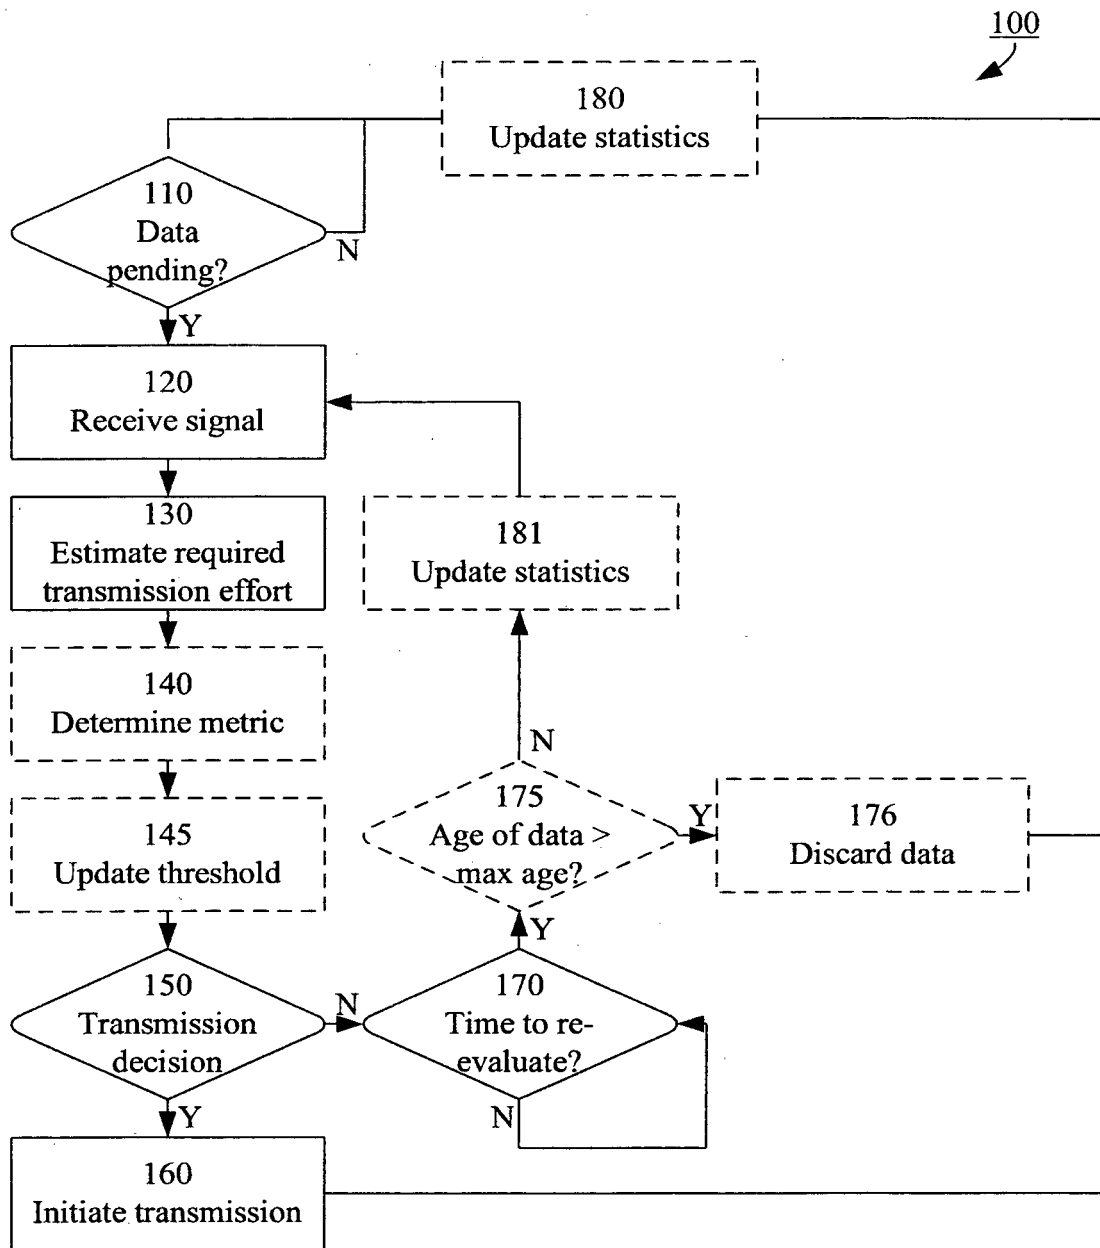 100
180
Update statistics
110
Data
pending?
N
Y
120
Receive signal
130
Estimate required
transmission effort
181
Update statistics
140
Determine metric
N
175
Age of data >
max age?
Y
176
Discard data
145
Update threshold
Y
150
Transmission
decision
N
170
Time to re-
evaluate?
N
Y
160
Initiate transmission